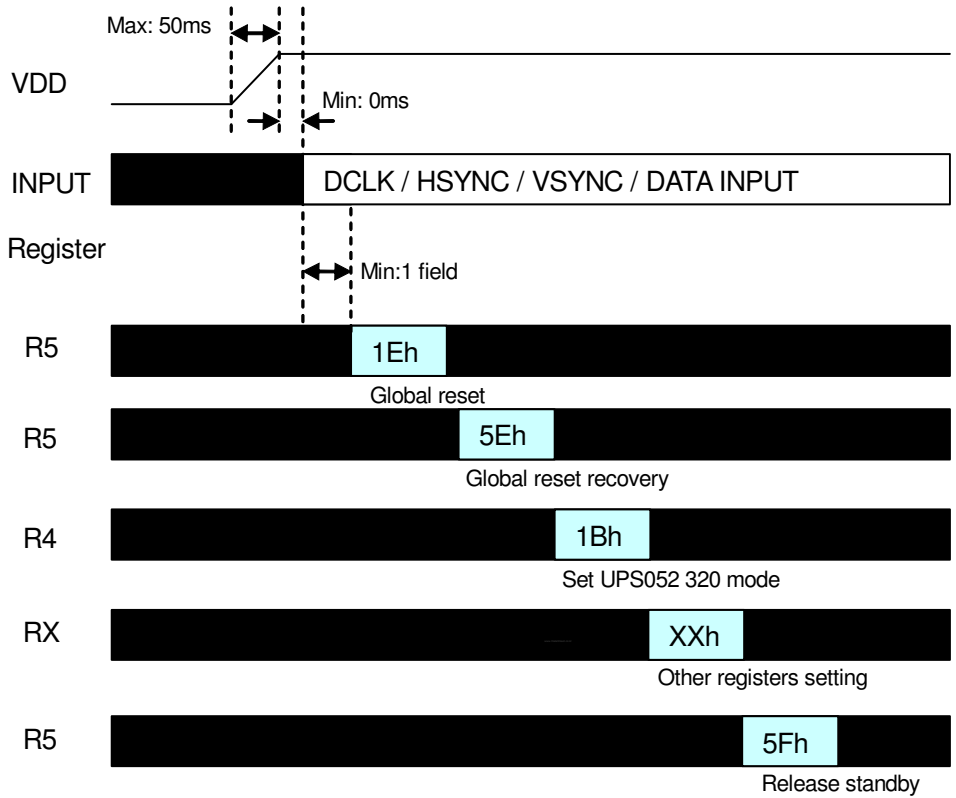 Max: 50ms
VDD
Min: 0ms
INPUT
DCLK / HSYNC / VSYNC / DATA INPUT
Register
Min:1 field
R5
1Eh
Global reset
R5
5Eh
Global reset recovery
R4
1Bh
Set UPS052 320 mode
RX
XXh
Other registers setting
R5
5Fh
Release standby